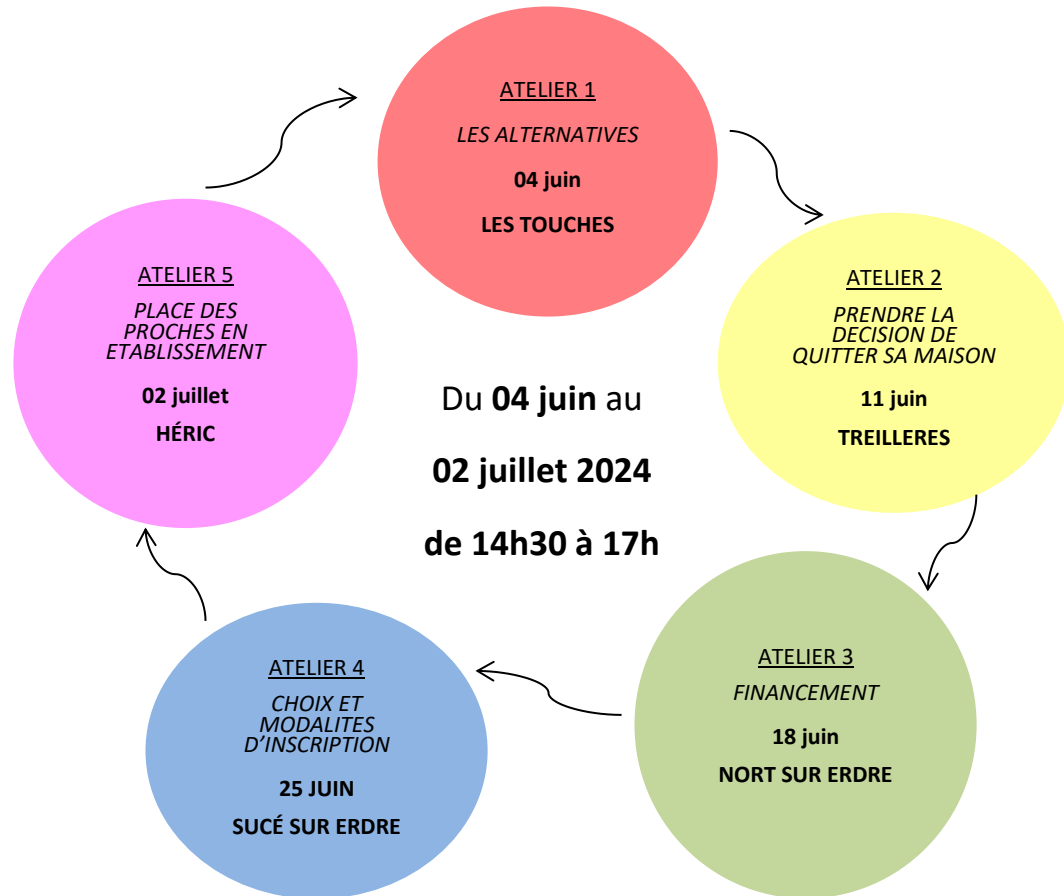 ATELIER 1
LES ALTERNATIVES
04 juin
LES TOUCHES
ATELIER 2
PRENDRE LA
DECISION DE
QUITTER SA MAISON
11 juin
TREILLERES
ATELIER 3
FINANCEMENT
18 juin
NORT SUR ERDRE
ATELIER 4
CHOIX ET
MODALITES
D’INSCRIPTION
25 JUIN
SUCÉ SUR ERDRE
ATELIER 5
PLACE DES
PROCHES EN
ETABLISSEMENT
02 juillet
HÉRIC
Du 04 juin au
02 juillet 2024
de 14h30 à 17h